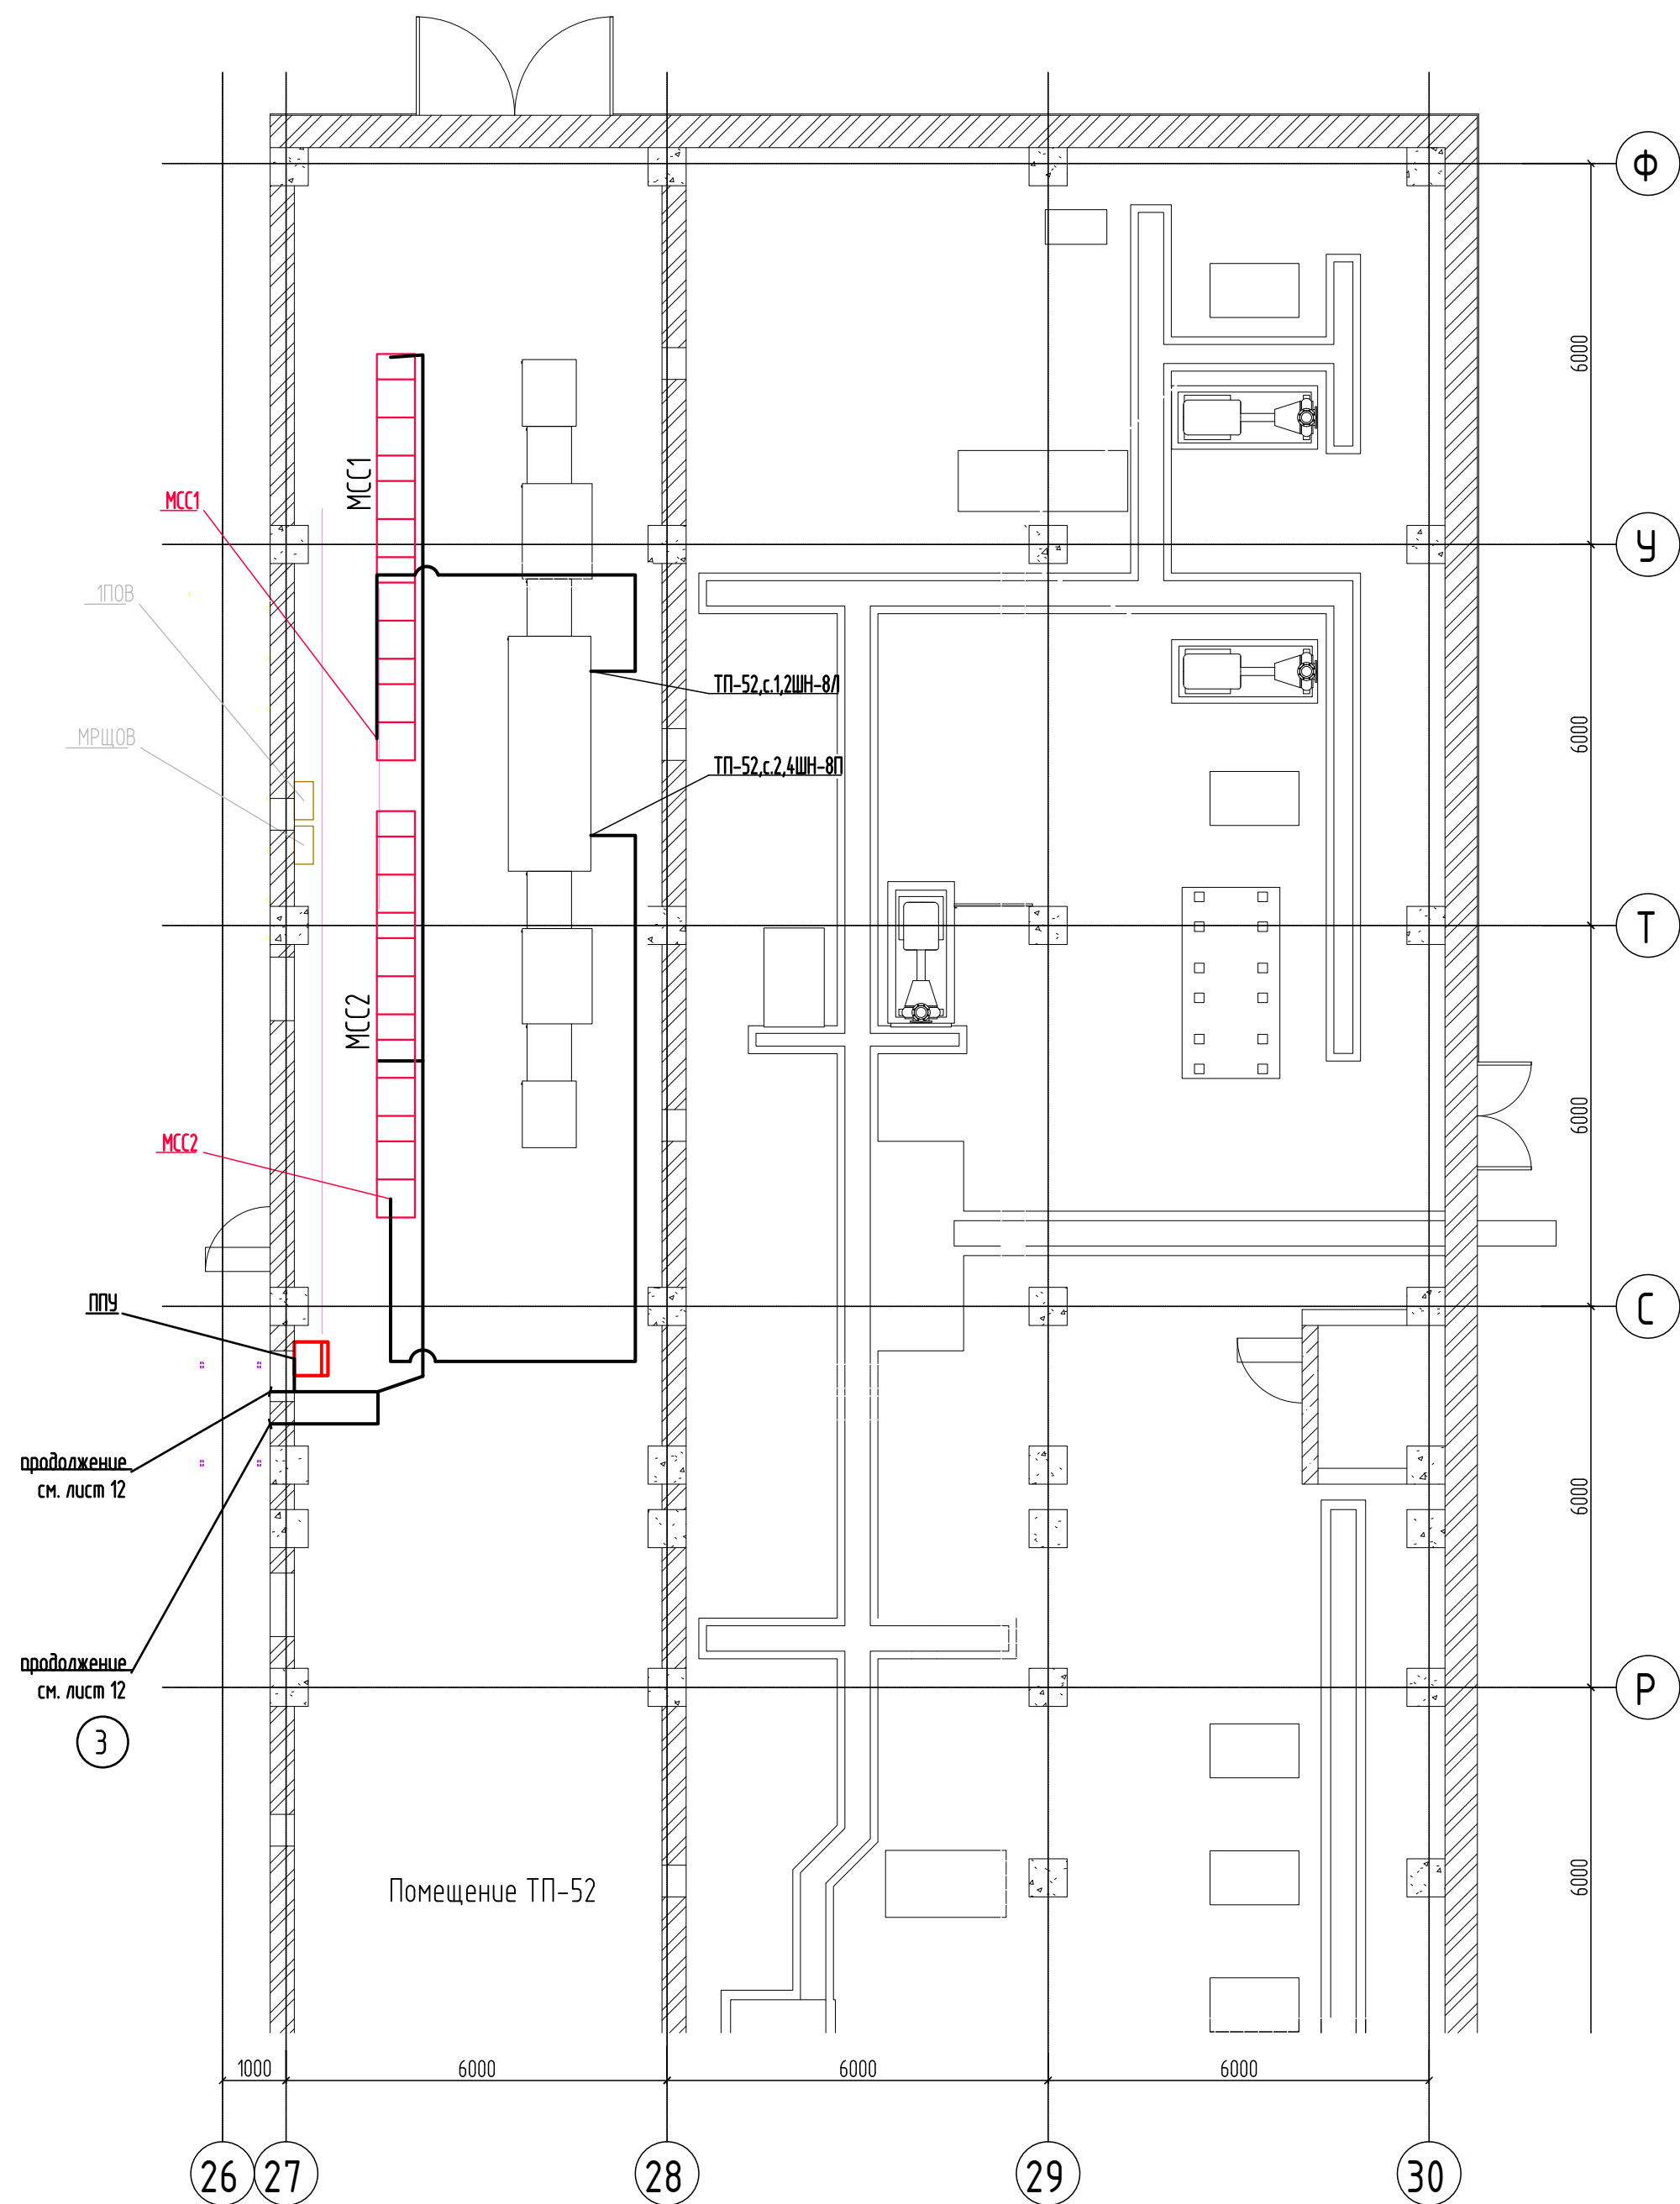 Ф
6000
МСС1
МСС1
У
1ПОВ
ТП-52,с.1,2ШН-8Л
МРЩОВ
6000
ТП-52,с.2,4ШН-8П
Т
МСС2
6000
МСС2
ППУ
С
продолжение
см. лист 12
6000
продолжение
см. лист 12
Р
3
Помещение ТП-52
6000
1000
6000
6000
6000
26
27
28
29
30